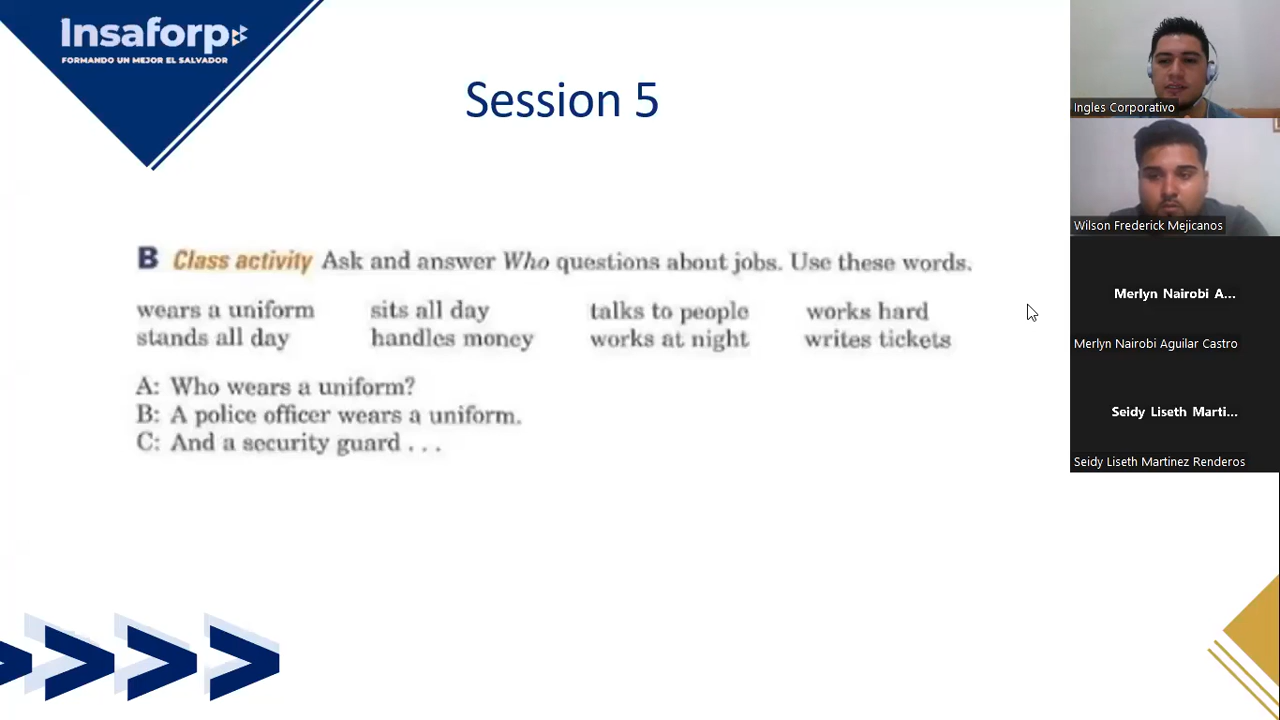 Insaforp
FORMANDO UN MEJOR EL SALVADOR
Session 5
B Class activity Ask and answer Who questions about jobs. Use these words.
wears a uniform sits all day talks to people works hard
stands all day handles money works at night writes tickets
A: Who wears a uniform?
B: A police officer wears a uniform.
C: And a security guard . . .
Ingles Corporativo
Wilson Frederick Mejicanos
Merlyn Nairobi A...
Merlyn Nairobi Aguilar Castro
Seidy Liseth Marti...
Seidy Liseth Martinez Renderos